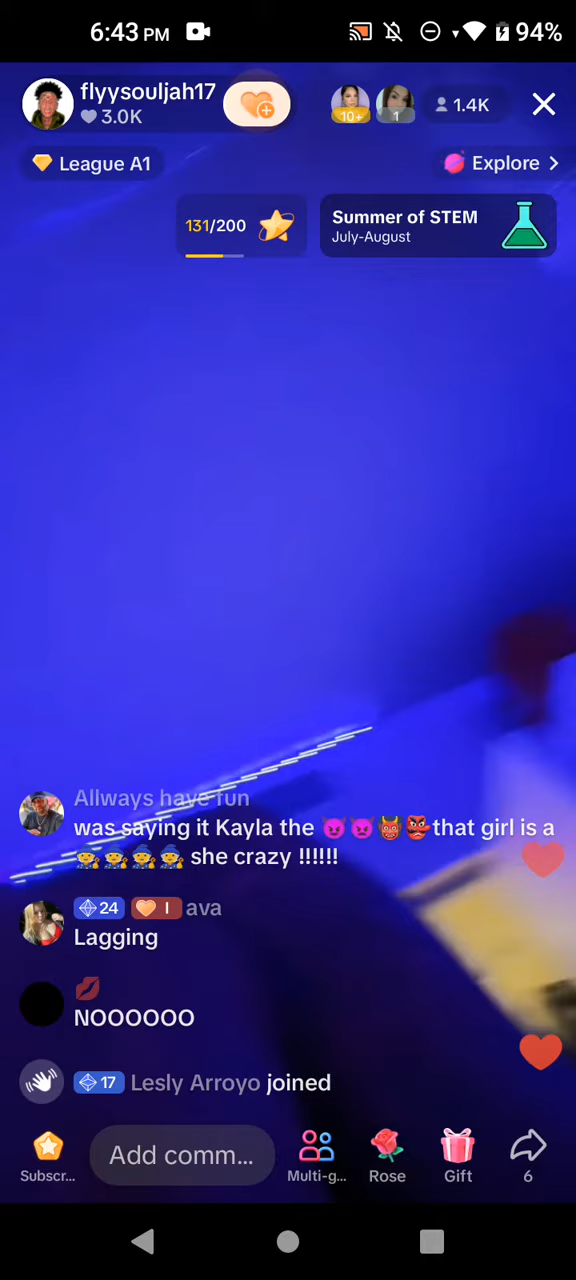 6:43 PM
94%
flyysouljah17
3.0K
10+
1
1.4K
League A1
Explore
131/200
Summer of STEM
July-August
Allways have fun
was saying it Kayla the 😈😈👹👺that girl is a
🧙🧙🧙🧙 she crazy !!!!!!
24 I ava
Lagging
💋
NOOOOOO
17 Lesly Arroyo joined
Subscr...
Add comm...
Multi-g...
Rose
Gift
6